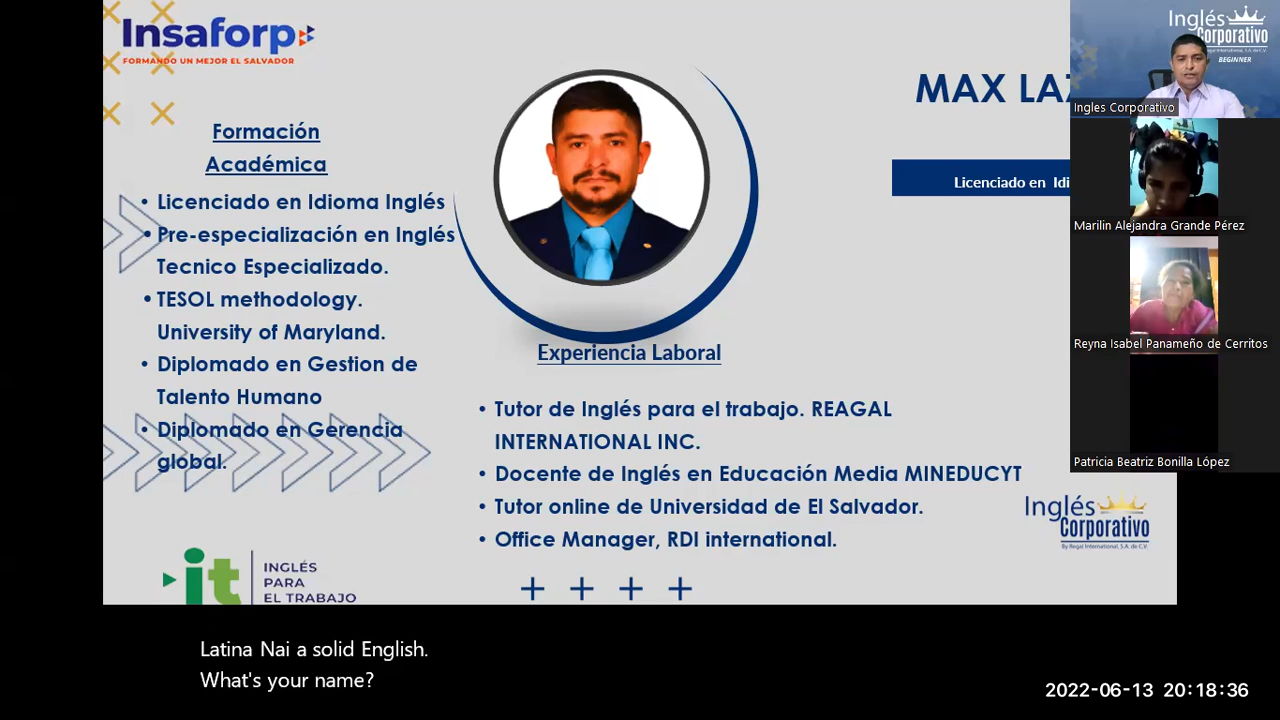 Insaforp
FORMANDO UN MEJOR EL SALVADOR
Formación
Académica
• Licenciado en Idioma Inglés
• Pre-especialización en Inglés
Tecnico Especializado.
• TESOL methodology.
University of Maryland.
• Diplomado en Gestion de
Talento Humano
• Diplomado en Gerencia
global.
it
INGLÉS
PARA
EL TRABAJO
MAX LAZ
Licenciado en Idi
Experiencia Laboral
• Tutor de Inglés para el trabajo. REAGAL
INTERNATIONAL INC.
• Docente de Inglés en Educación Media MINEDUCYT
• Tutor online de Universidad de El Salvador.
• Office Manager, RDI international.
Inglés
Corporativo
By Regal International, S.A. de C.V.
Inglés
Corporativo
BEGINNER
Ingles Corporativo
Marilin Alejandra Grande Pérez
Reyna Isabel Panameño de Cerritos
Patricia Beatriz Bonilla López
Latina Nai a solid English.
What's your name?
2022-06-13 20:18:36